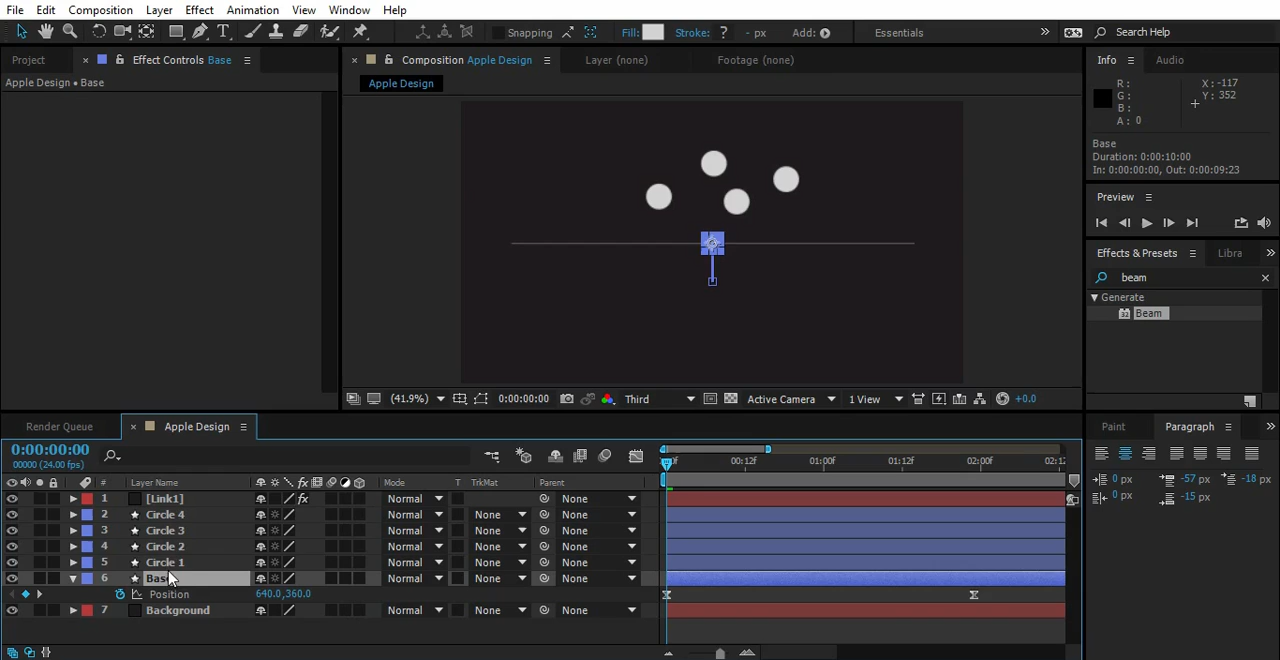 File Edit Composition Layer Effect Animation View Window Help
Snapping Fill: Stroke: ? - px Add: Essentials Search Help
Project × Effect Controls Base × Composition Apple Design Layer (none) Footage (none) Info Audio
Apple Design • Base Apple Design
R : X : -117
G : Y : 352
B :
A : 0
Base
Duration: 0:00:10:00
In: 0:00:00:00, Out: 0:00:09:23
Preview
Effects & Presets Libra
beam ×
Generate
32 Beam
(41.9%) 0:00:00:00 Third Active Camera 1 View +0.0
Render Queue × Apple Design Paint Paragraph
0:00:00:00
00000 (24.00 fps)
00:12f 01:00f 01:12f 02:00f
# Layer Name Mode T TrkMat Parent
0 px -57 px -18 px
0 px -15 px
1 [Link1] Normal None
2 Circle 4 Normal None None
3 Circle 3 Normal None None
4 Circle 2 Normal None None
5 Circle 1 Normal None None
6 Normal None None
Position 640.0,360.0
7 Background Normal None None